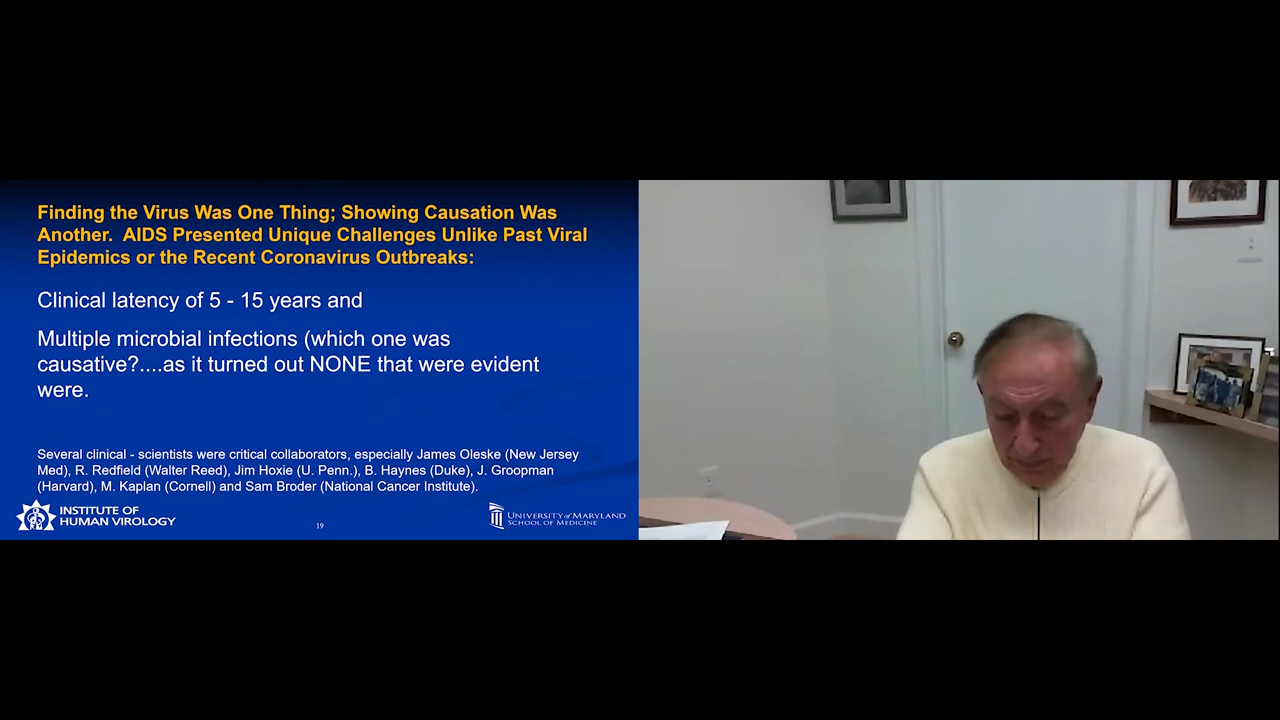 Finding the Virus Was One Thing; Showing Causation Was
Another. AIDS Presented Unique Challenges Unlike Past Viral
Epidemics or the Recent Coronavirus Outbreaks:
Clinical latency of 5 - 15 years and
Multiple microbial infections (which one was
causative?....as it turned out NONE that were evident
were.
Several clinical - scientists were critical collaborators, especially James Oleske (New Jersey
Med), R. Redfield (Walter Reed), Jim Hoxie (U. Penn.), B. Haynes (Duke), J. Groopman
(Harvard), M. Kaplan (Cornell) and Sam Broder (National Cancer Institute).
INSTITUTE OF
HUMAN VIROLOGY
19
UNIVERSITY of MARYLAND
SCHOOL OF MEDICINE